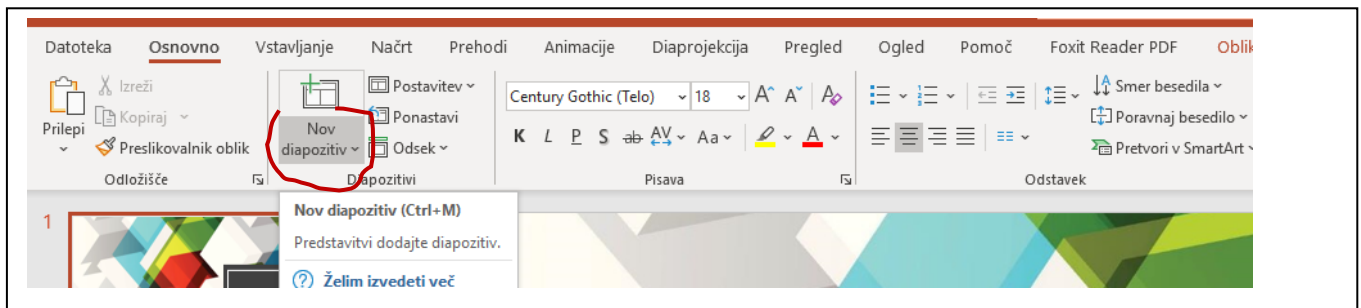 Datoteka Osnovno Vstavljanje Načrt Prehodi Animacije Diaprojekcija Pregled Ogled Pomoč Foxit Reader PDF Oblik
Prilepi
Izreži
Kopiraj
Preslikovalnik oblik
Odložišče
Nov
diapozitiv
Postavitev
Ponastavi
Odsek
Diapozitivi
Century Gothic (Telo) 18 A A A
K L P S ab AV Aa A
Pisava
Smer besedila
Poravnaj besedilo
Pretvori v SmartArt
Odstavek
1
Nov diapozitiv (Ctrl+M)
Predstavitvi dodajte diapozitiv.
Želim izvedeti več